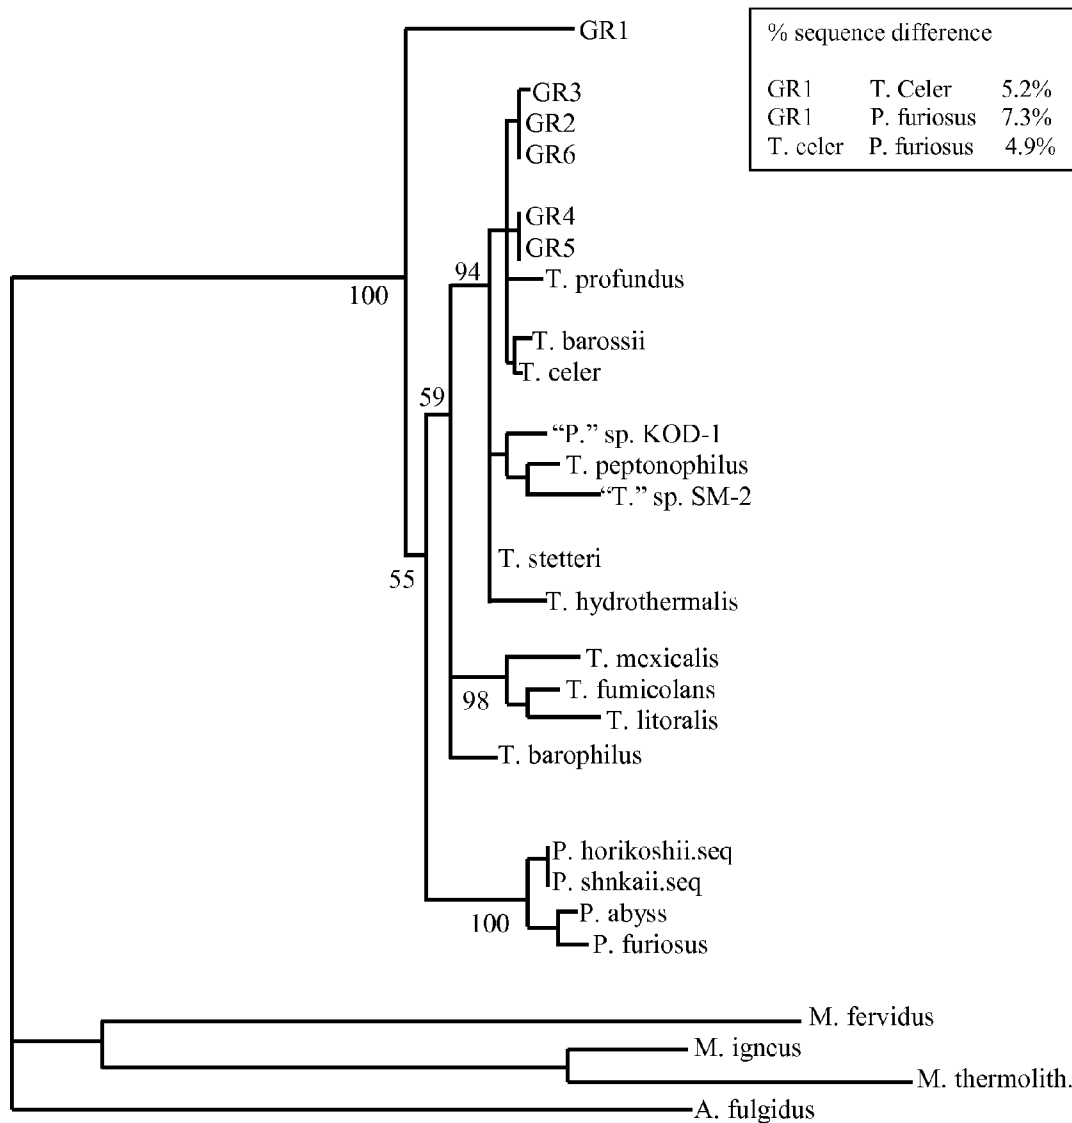 GR1
% sequence difference
GR1 T. Celer 5.2%
GR1 P. furiosus 7.3%
T. celer P. furiosus 4.9%
GR3
GR2
GR6
GR4
GR5
94
T. profundus
100
T. barossii
T. celer
59
“P.” sp. KOD-1
T. peptonophilus
“T.” sp. SM-2
T. stetteri
55
T. hydrothermalis
T. mexicalis
T. fumicolans
98
T. litoralis
T. barophilus
P. horikoshii.seq
P. shnkaii.seq
P. abyss
100
P. furiosus
M. fervidus
M. igneus
M. thermolith.
A. fulgidus